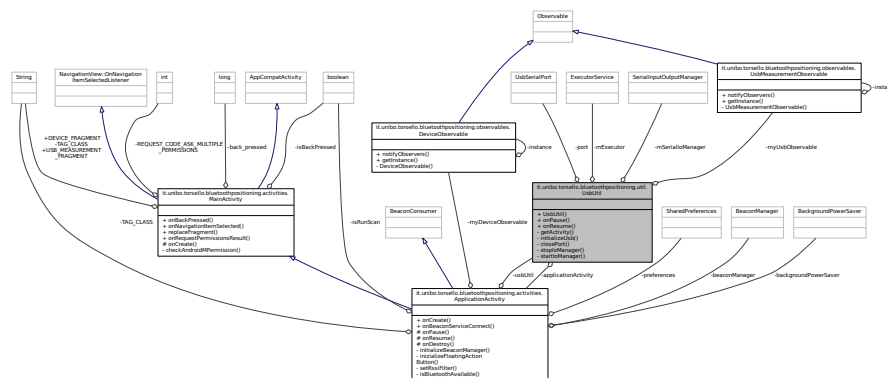 Observable
String
NavigationView::OnNavigation
ItemSelectedListener
int
long
AppCompatActivity
boolean
UsbSerialPort
ExecutorService
SerialInputOutputManager
it.unibo.torsello.bluetoothpositioning.observables.
UsbMeasurementObservable
+ notifyObservers()
+ getInstance()
- UsbMeasurementObservable()
-insta
+DEVICE_FRAGMENT
-TAG_CLASS
+USB_MEASUREMENT
_FRAGMENT
-REQUEST_CODE_ASK_MULTIPLE
_PERMISSIONS
-back_pressed
-isBackPressed
it.unibo.torsello.bluetoothpositioning.observables.
DeviceObservable
+ notifyObservers()
+ getInstance()
- DeviceObservable()
-instance
-port
-mExecutor
-mSerialIoManager
-myUsbObservable
it.unibo.torsello.bluetoothpositioning.activities.
MainActivity
+ onBackPressed()
+ onNavigationItemSelected()
+ replaceFragment()
+ onRequestPermissionsResult()
# onCreate()
- checkAndroidMPermission()
it.unibo.torsello.bluetoothpositioning.util.
UsbUtil
+ UsbUtil()
+ onPause()
+ onResume()
- getActivity()
- initializeUsb()
- closePort()
- stopIoManager()
- startIoManager()
BeaconConsumer
SharedPreferences
BeaconManager
BackgroundPowerSaver
-TAG_CLASS
-isRunScan
-myDeviceObservable
-usbUtil
-applicationActivity
-preferences
-beaconManager
-backgroundPowerSaver
it.unibo.torsello.bluetoothpositioning.activities.
ApplicationActivity
+ onCreate()
+ onBeaconServiceConnect()
# onPause()
# onResume()
# onDestroy()
- initializeBeaconManager()
- inizializeFloatingAction
Button()
- setRssiFilter()
- isBluetoothAvailable()